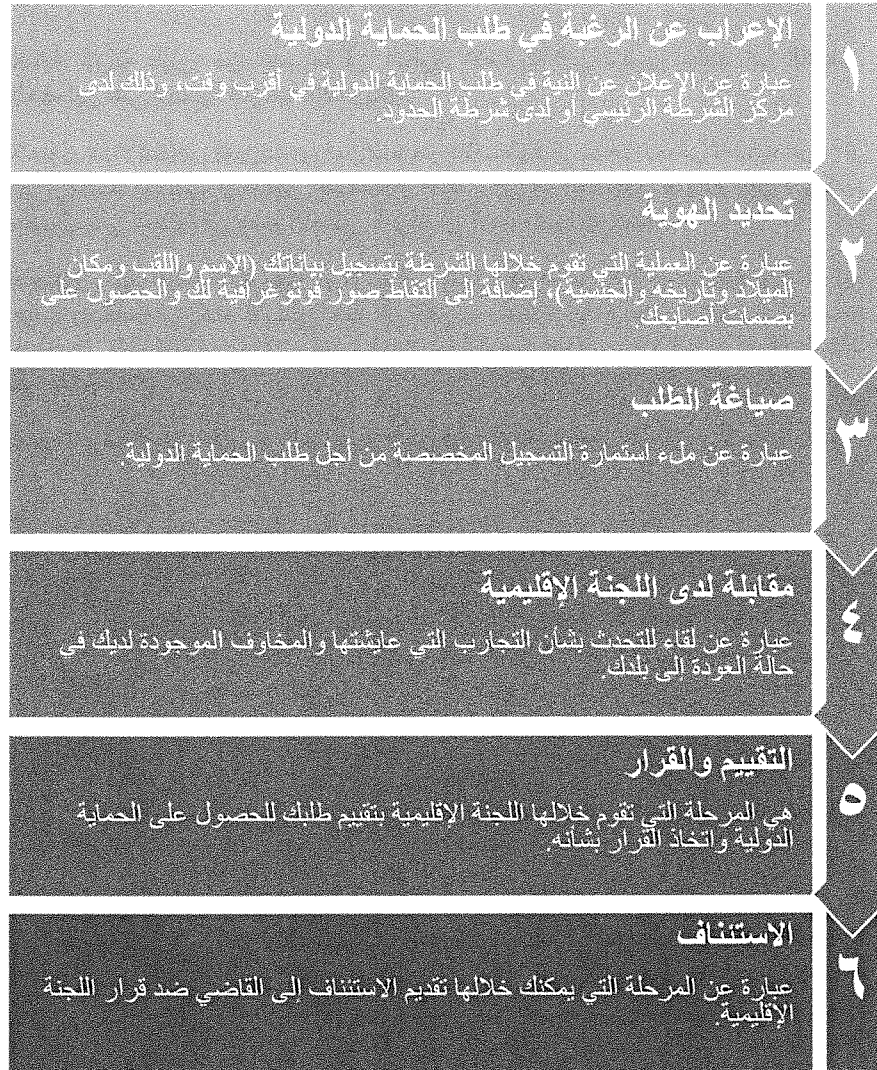 ١
الإعراب عن الرغبة في طلب الحماية الدولية
عبارة عن الإعلان عن النية في طلب الحماية الدولية في أقرب وقت، وذلك لدى
مركز الشرطة الرئيسي او لدى شرطة الحدود.
٢
تحديد الهوية
عبارة عن العملية التي تقوم خلالها الشرطة بتسجيل بياناتك (الاسم واللقب ومكان
الميلاد وتاريخه والجنسية)، إضافة إلى التقاط صور فوتوغرافية لك والحصول على
بصمات أصابعك.
٣
صياغة الطلب
عبارة عن ملء استمارة التسجيل المخصصة من أجل طلب الحماية الدولية.
٤
مقابلة لدى اللجنة الإقليمية
عبارة عن لقاء للتحدث بشأن التجارب التي عايشتها والمخاوف الموجودة لديك في
حالة العودة إلى بلدك.
٥
التقييم والقرار
هي المرحلة التي تقوم خلالها اللجنة الإقليمية بتقييم طلبك للحصول على الحماية
الدولية واتخاذ القرار بشأنه.
٦
الاستئناف
عبارة عن المرحلة التي يمكنك خلالها تقديم الاستئناف إلى القاضي ضد قرار اللجنة
الإقليمية.